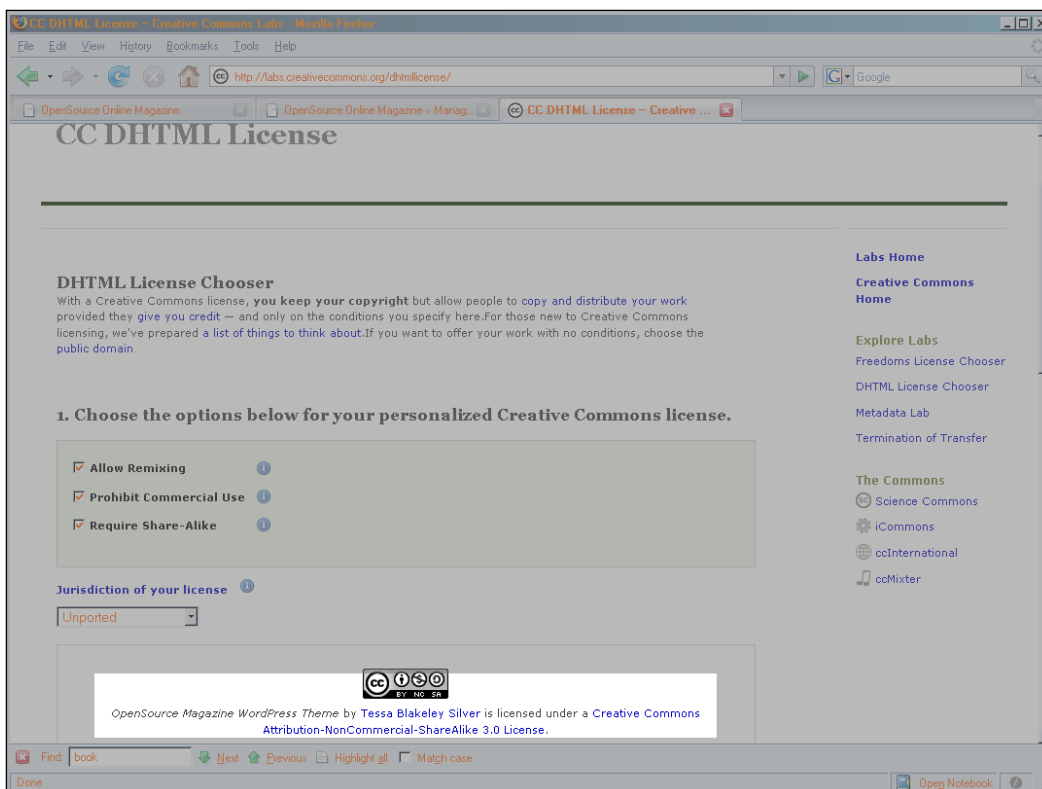 CC DHTML License – Creative Commons Labs - Mozilla Firefox
File Edit View History Bookmarks Tools Help
http://labs.creativecommons.org/dhtmllicense/
G Google
OpenSource Online Magazine
OpenSource Online Magazine › Manag...
CC DHTML License – Creative ...
CC DHTML License
DHTML License Chooser
With a Creative Commons license, you keep your copyright but allow people to copy and distribute your work
provided they give you credit — and only on the conditions you specify here.For those new to Creative Commons
licensing, we've prepared a list of things to think about.If you want to offer your work with no conditions, choose the
public domain
1. Choose the options below for your personalized Creative Commons license.
Allow Remixing
Prohibit Commercial Use
Require Share-Alike
Jurisdiction of your license
Unported
cc
BY NC SA
OpenSource Magazine WordPress Theme by Tessa Blakeley Silver is licensed under a Creative Commons
Attribution-NonCommercial-ShareAlike 3.0 License.
Labs Home
Creative Commons
Home
Explore Labs
Freedoms License Chooser
DHTML License Chooser
Metadata Lab
Termination of Transfer
The Commons
Science Commons
iCommons
ccInternational
ccMixter
Find: book Next Previous Highlight all Match case
Done
Open Notebook